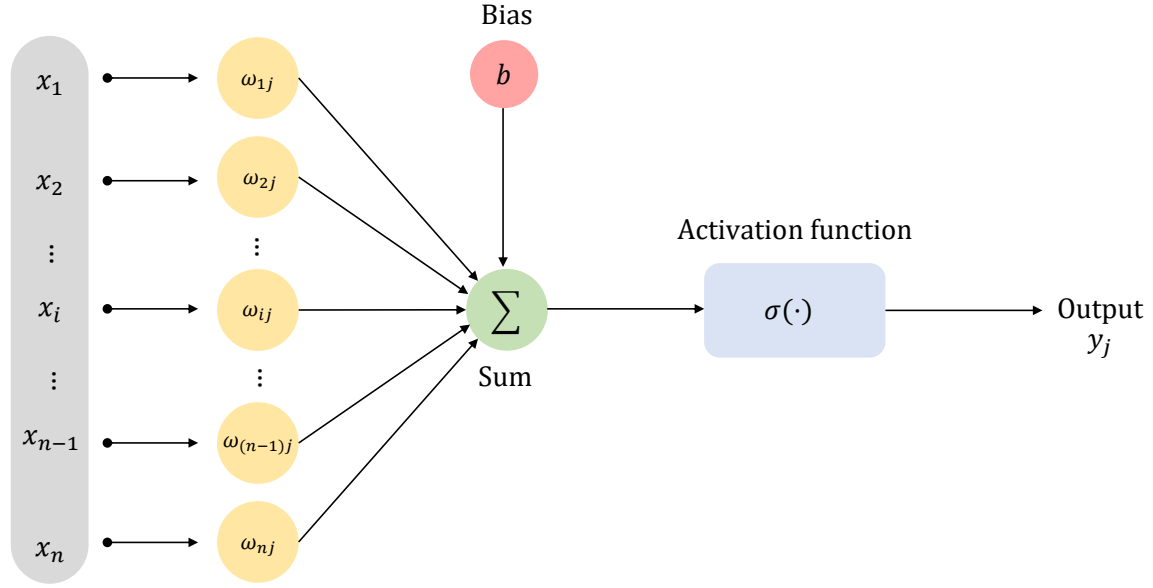 Bias
b
x₁
ω₁ⱼ
x₂
ω₂ⱼ
⋮
⋮
Activation function
xᵢ
ωᵢⱼ
∑
σ(·)
Output
yⱼ
Sum
⋮
⋮
xₙ₋₁
ω₍ₙ₋₁₎ⱼ
xₙ
ωₙⱼ